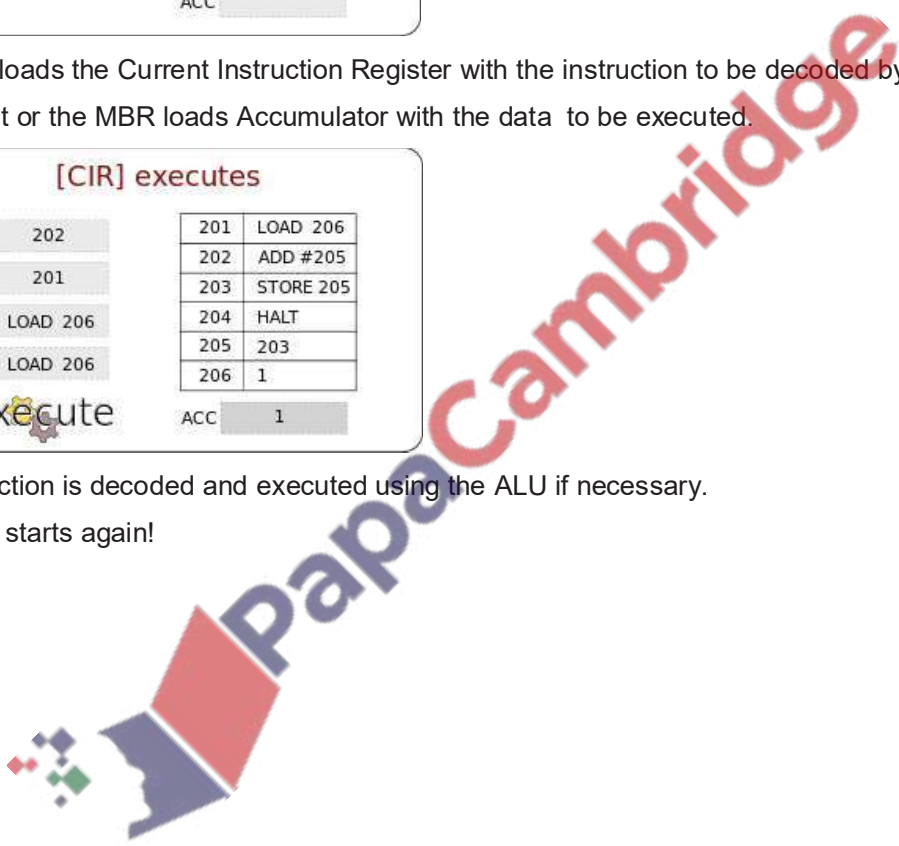 ACC
loads the Current Instruction Register with the instruction to be decoded by
t or the MBR loads Accumulator with the data to be executed.
[CIR] executes
202
201
LOAD 206
LOAD 206
xecute
201 LOAD 206
202 ADD #205
203 STORE 205
204 HALT
205 203
206 1
ACC 1
ction is decoded and executed using the ALU if necessary.
starts again!
PapaCambridge